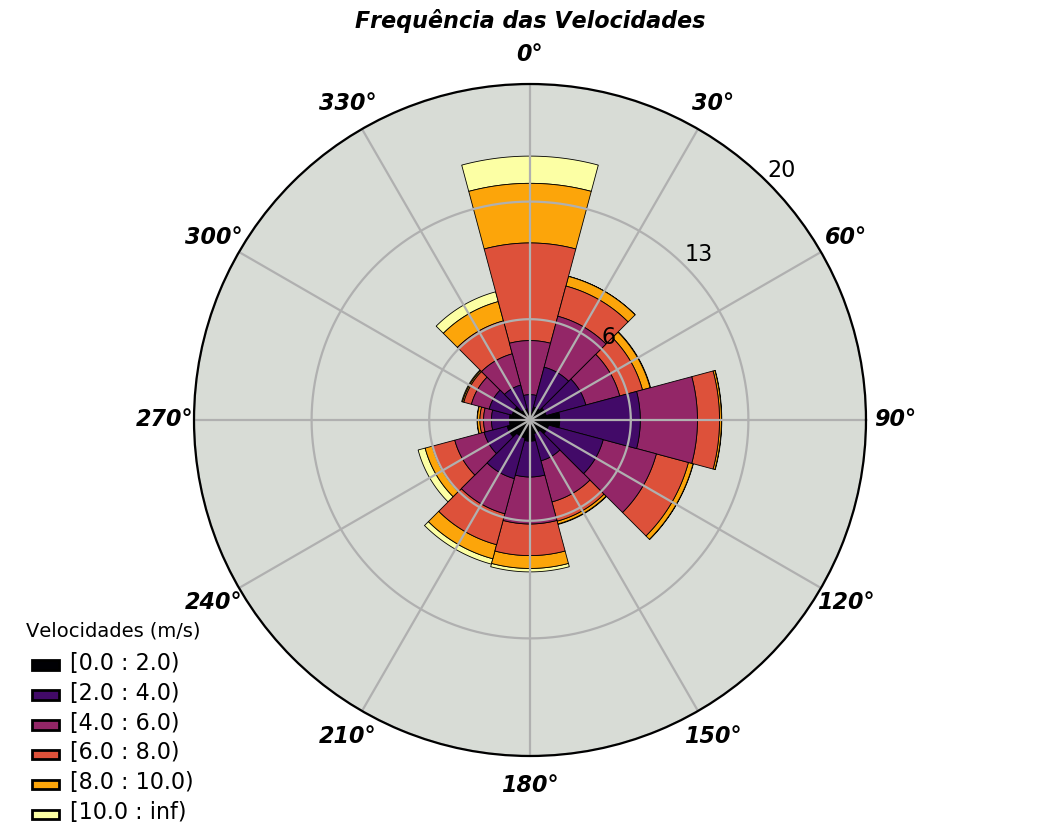 Frequência das Velocidades
0°
330°
30°
20
300°
60°
13
6
270°
90°
240°
120°
210°
150°
180°
Velocidades (m/s)
[0.0 : 2.0)
[2.0 : 4.0)
[4.0 : 6.0)
[6.0 : 8.0)
[8.0 : 10.0)
[10.0 : inf)